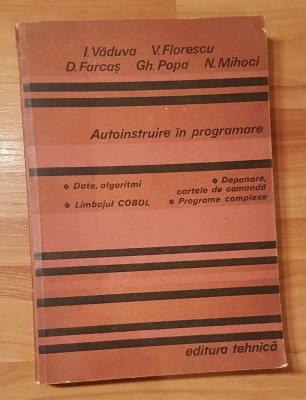 I. Văduva V. Florescu
D. Farcaș Gh. Popa N. Mihoci
Autoinstruire în programare
• Date, algoritmi
• Limbajul COBOL
• Depanare,
cartele de comandă
• Programe complexe
editura tehnică